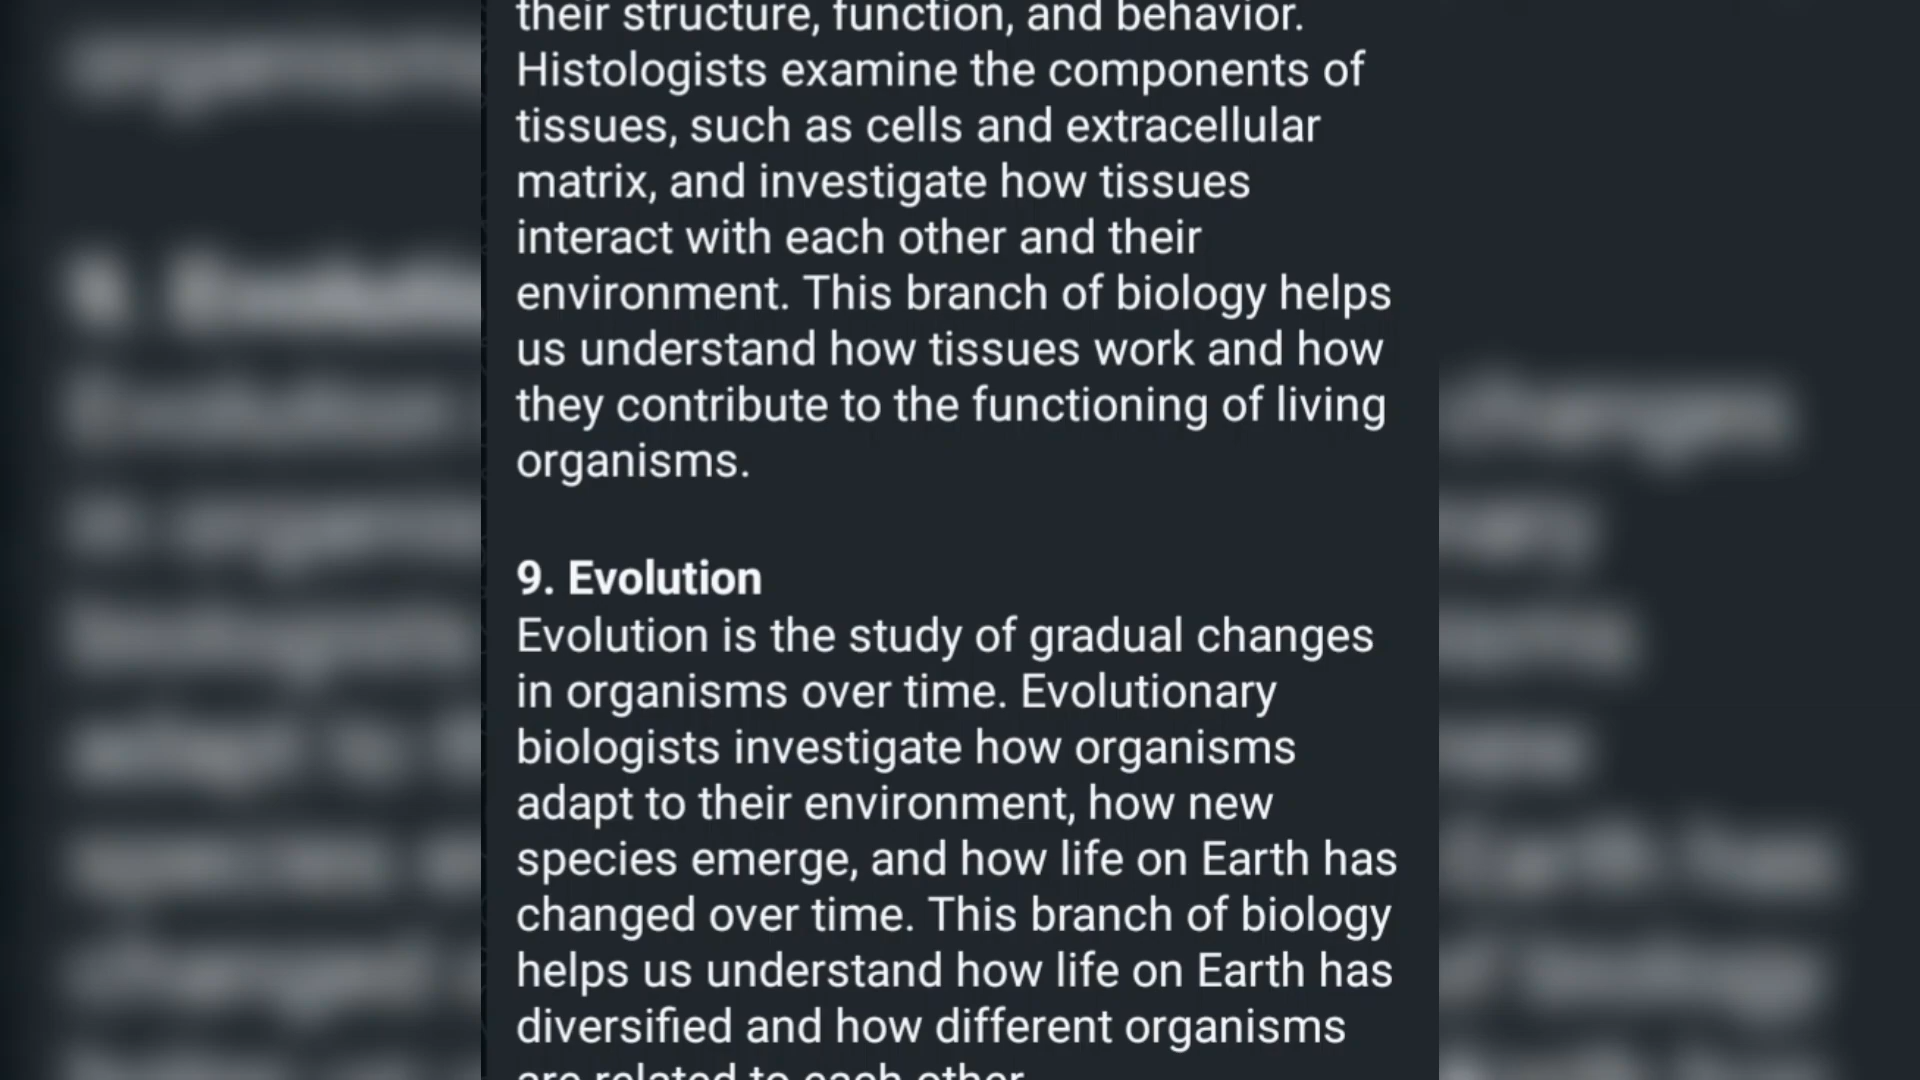 their structure, function, and behavior.
Histologists examine the components of
tissues, such as cells and extracellular
matrix, and investigate how tissues
interact with each other and their
environment. This branch of biology helps
us understand how tissues work and how
they contribute to the functioning of living
organisms.
9. Evolution
Evolution is the study of gradual changes
in organisms over time. Evolutionary
biologists investigate how organisms
adapt to their environment, how new
species emerge, and how life on Earth has
changed over time. This branch of biology
helps us understand how life on Earth has
diversified and how different organisms
are related to each other